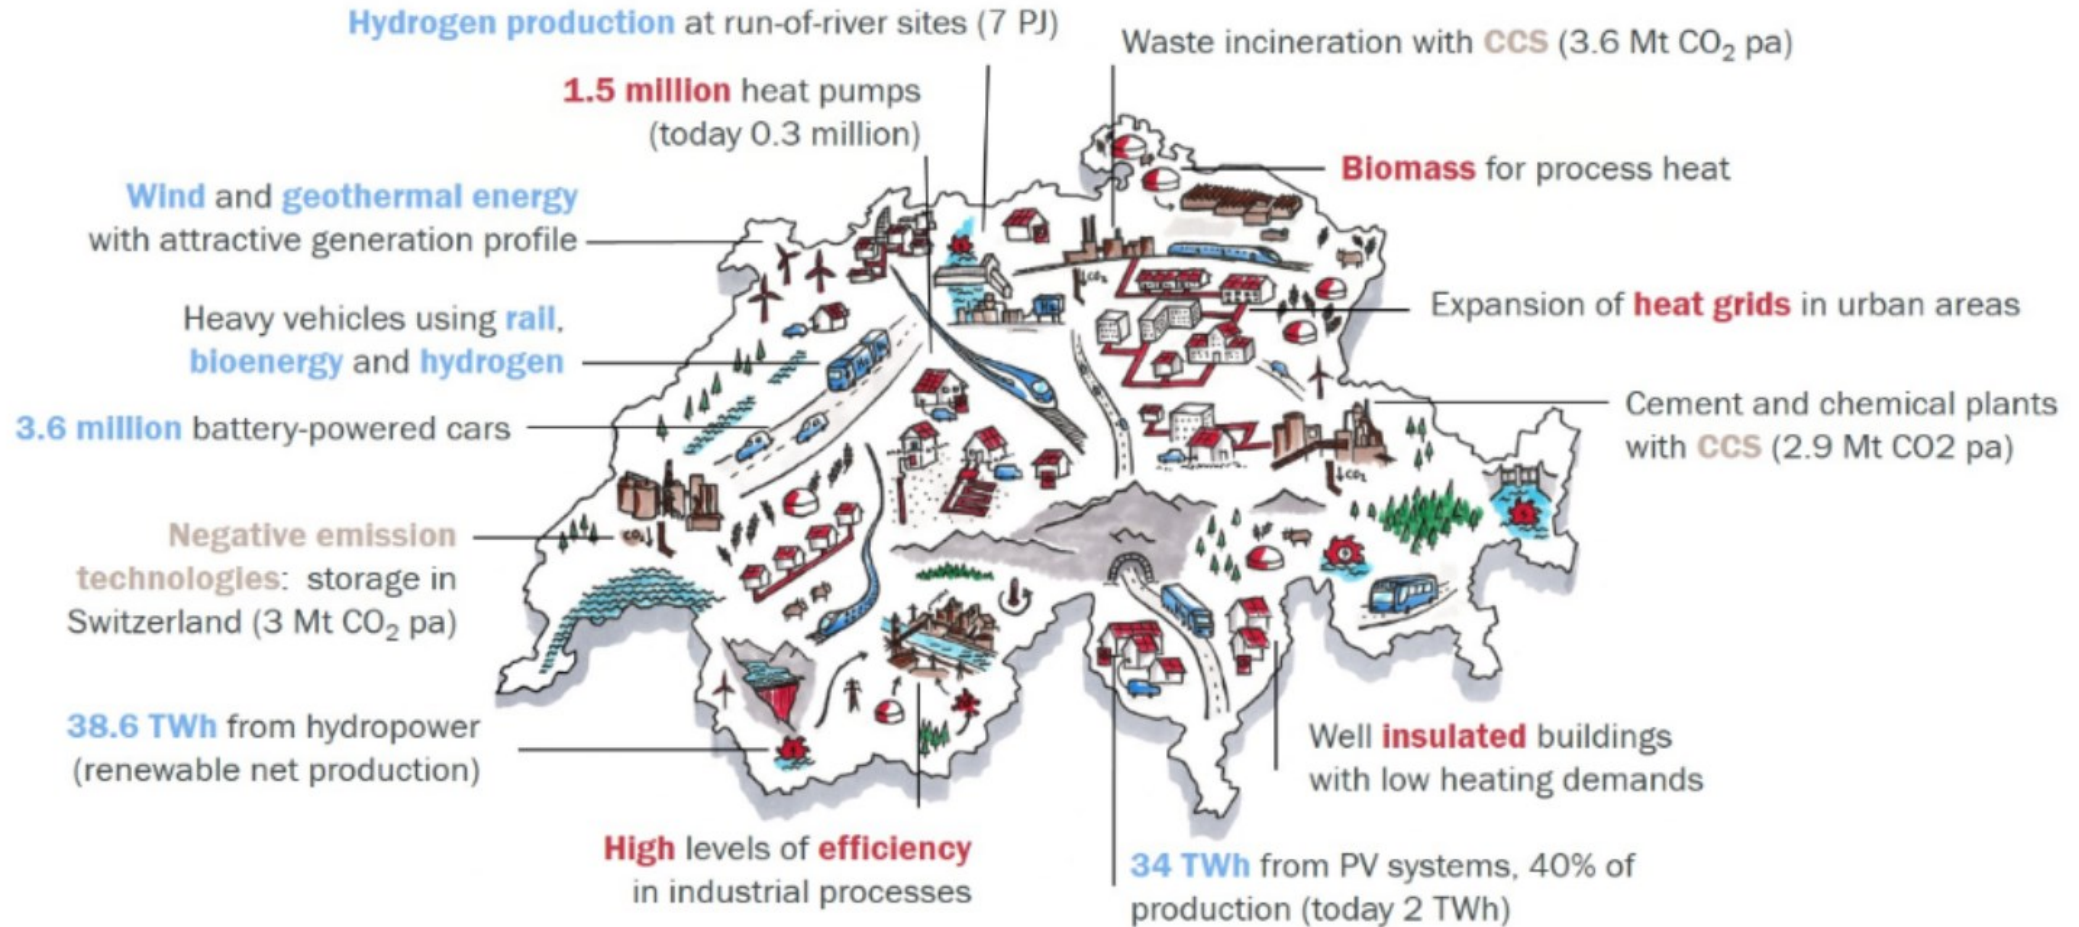 Hydrogen production at run-of-river sites (7 PJ)
Waste incineration with CCS (3.6 Mt CO₂ pa)
1.5 million heat pumps
(today 0.3 million)
Biomass for process heat
Wind and geothermal energy
with attractive generation profile
Expansion of heat grids in urban areas
Heavy vehicles using rail,
bioenergy and hydrogen
Cement and chemical plants
with CCS (2.9 Mt CO2 pa)
3.6 million battery-powered cars
Negative emission
technologies: storage in
Switzerland (3 Mt CO₂ pa)
38.6 TWh from hydropower
(renewable net production)
Well insulated buildings
with low heating demands
High levels of efficiency
in industrial processes
34 TWh from PV systems, 40% of
production (today 2 TWh)
CO₂
CO₂
CO₂